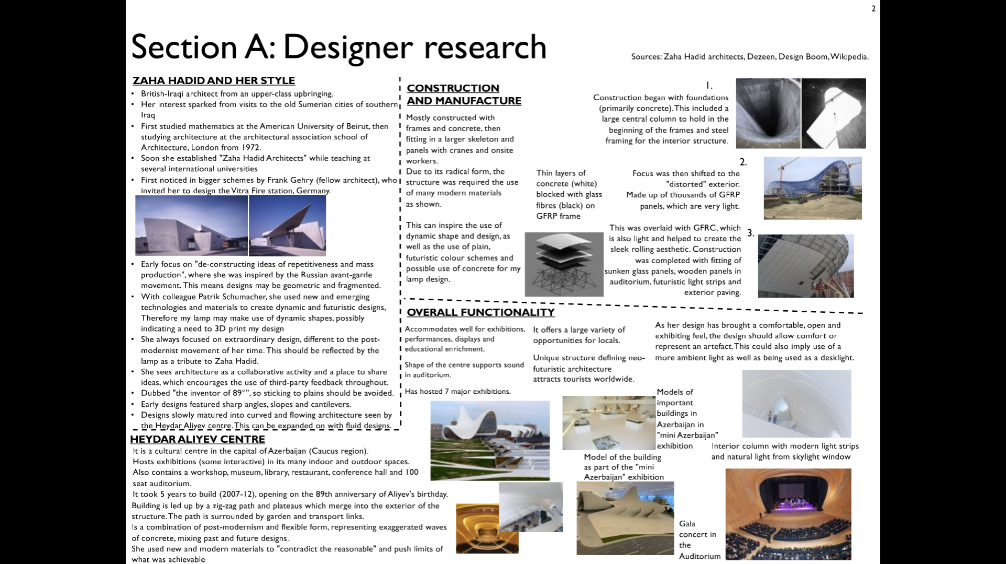 2
Section A: Designer research
Sources: Zaha Hadid architects, Dezeen, Design Boom, Wikipedia.
ZAHA HADID AND HER STYLE
• British-Iraqi architect from an upper-class upbringing.
• Her interest sparked from visits to the old Sumerian cities of southern
Iraq
• First studied mathematics at the American University of Beirut, then
studying architecture at the architectural association school of
Architecture, London from 1972.
• Soon she established "Zaha Hadid Architects" while teaching at
several international universities
• First noticed in bigger schemes by Frank Gehry (fellow architect), who
invited her to design the Vitra Fire station, Germany.
• Early focus on "de-constructing ideas of repetitiveness and mass
production", where she was inspired by the Russian avant-garde
movement. This means designs may be geometric and fragmented.
• With colleague Patrik Schumacher, she used new and emerging
technologies and materials to create dynamic and futuristic designs,
Therefore my lamp may make use of dynamic shapes, possibly
indicating a need to 3D print my design
• She always focused on extraordinary design, different to the post-
modernist movement of her time. This should be reflected by the
lamp as a tribute to Zaha Hadid.
• She sees architecture as a collaborative activity and a place to share
ideas, which encourages the use of third-party feedback throughout.
• Dubbed "the inventor of 89°", so sticking to plains should be avoided.
• Early designs featured sharp angles, slopes and cantilevers.
• Designs slowly matured into curved and flowing architecture seen by
the Heydar Aliyev centre. This can be expanded on with fluid designs.
HEYDAR ALIYEV CENTRE
It is a cultural centre in the capital of Azerbaijan (Caucus region).
Hosts exhibitions (some interactive) in its many indoor and outdoor spaces.
Also contains a workshop, museum, library, restaurant, conference hall and 100
seat auditorium.
It took 5 years to build (2007-12), opening on the 89th anniversary of Aliyev's birthday.
Building is led up by a zig-zag path and plateaus which merge into the exterior of the
structure. The path is surrounded by garden and transport links.
Is a combination of post-modernism and flexible form, representing exaggerated waves
of concrete, mixing past and future designs.
She used new and modern materials to "contradict the reasonable" and push limits of
what was achievable
CONSTRUCTION
AND MANUFACTURE
Mostly constructed with
frames and concrete, then
fitting in a larger skeleton and
panels with cranes and onsite
workers.
Due to its radical form, the
structure was required the use
of many modern materials
as shown.
This can inspire the use of
dynamic shape and design, as
well as the use of plain,
futuristic colour schemes and
possible use of concrete for my
lamp design.
Thin layers of
concrete (white)
blocked with glass
fibres (black) on
GFRP frame
1.
Construction began with foundations
(primarily concrete). This included a
large central column to hold in the
beginning of the frames and steel
framing for the interior structure.
2.
Focus was then shifted to the
"distorted" exterior.
Made up of thousands of GFRP
panels, which are very light.
3.
This was overlaid with GFRC, which
is also light and helped to create the
sleek rolling aesthetic. Construction
was completed with fitting of
sunken glass panels, wooden panels in
auditorium, futuristic light strips and
exterior paving.
OVERALL FUNCTIONALITY
Accommodates well for exhibitions,
performances, displays and
educational enrichment.
Shape of the centre supports sound
in auditorium.
Has hosted 7 major exhibitions.
It offers a large variety of
opportunities for locals.
Unique structure defining neo-
futuristic architecture
attracts tourists worldwide.
As her design has brought a comfortable, open and
exhibiting feel, the design should allow comfort or
represent an artefact. This could also imply use of a
more ambient light as well as being used as a desklight.
Models of
important
buildings in
Azerbaijan in
"mini Azerbaijan"
exhibition
Model of the building
as part of the "mini
Azerbaijan" exhibition
Interior column with modern light strips
and natural light from skylight window
Gala
concert in
the
Auditorium